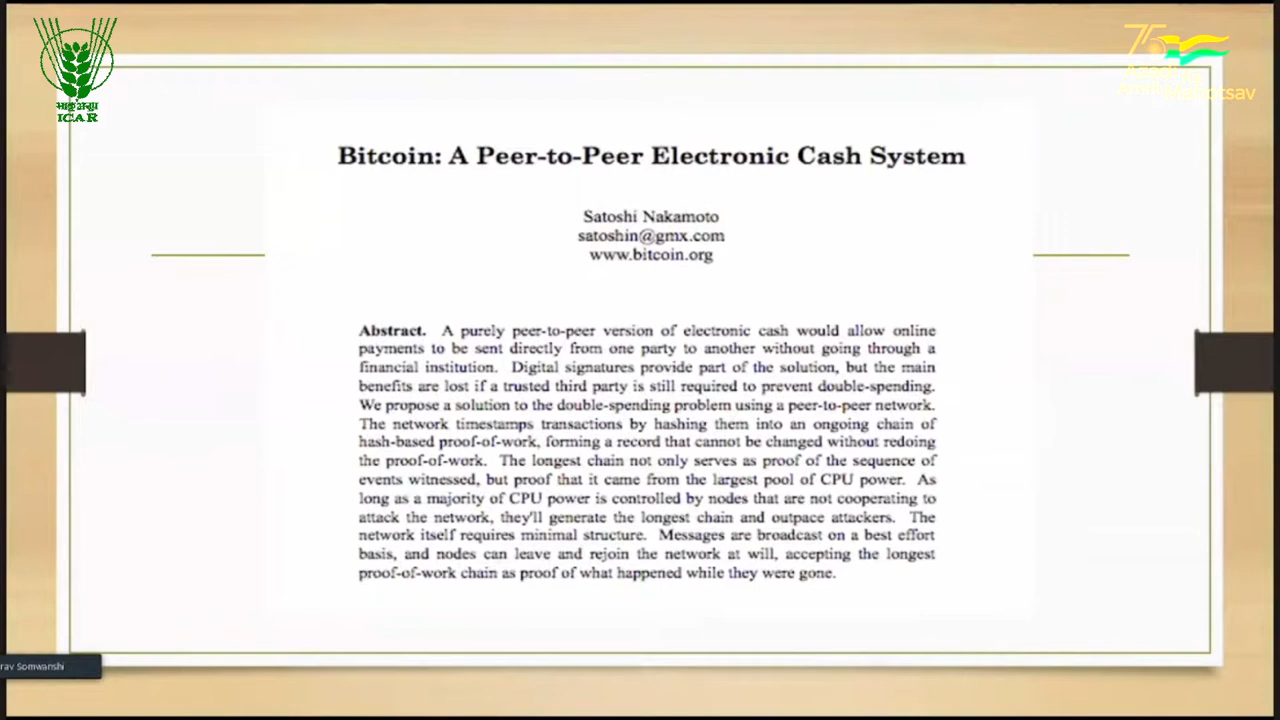 भाकृअनुप
ICAR
75
Azadi Ka
Amrit Mahotsav
Bitcoin: A Peer-to-Peer Electronic Cash System
Satoshi Nakamoto
satoshin@gmx.com
www.bitcoin.org
Abstract. A purely peer-to-peer version of electronic cash would allow online
payments to be sent directly from one party to another without going through a
financial institution. Digital signatures provide part of the solution, but the main
benefits are lost if a trusted third party is still required to prevent double-spending.
We propose a solution to the double-spending problem using a peer-to-peer network.
The network timestamps transactions by hashing them into an ongoing chain of
hash-based proof-of-work, forming a record that cannot be changed without redoing
the proof-of-work. The longest chain not only serves as proof of the sequence of
events witnessed, but proof that it came from the largest pool of CPU power. As
long as a majority of CPU power is controlled by nodes that are not cooperating to
attack the network, they'll generate the longest chain and outpace attackers. The
network itself requires minimal structure. Messages are broadcast on a best effort
basis, and nodes can leave and rejoin the network at will, accepting the longest
proof-of-work chain as proof of what happened while they were gone.
rav Somwanshi